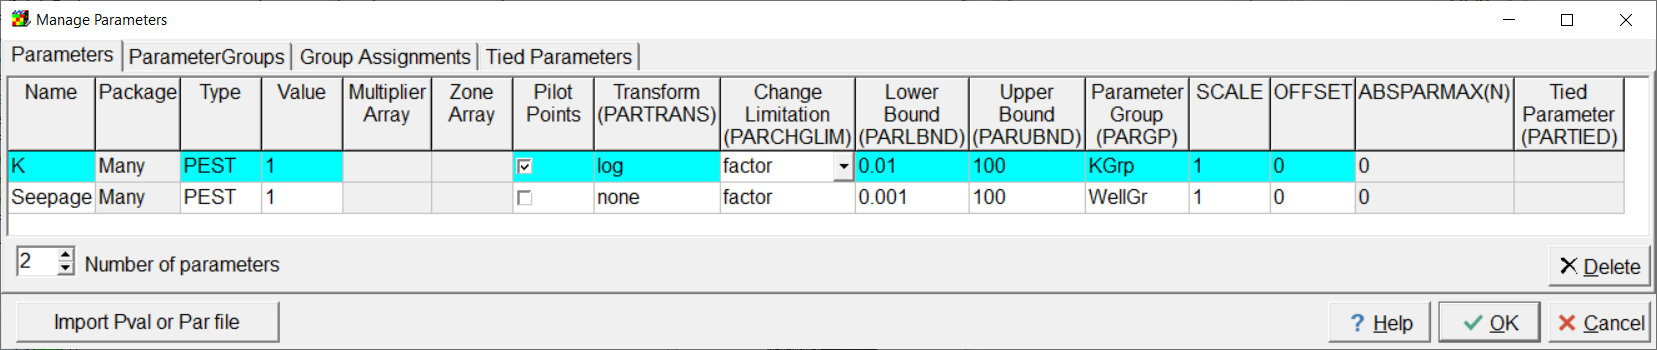 Manage Parameters
Parameters ParameterGroups Group Assignments Tied Parameters
Name Package Type Value Multiplier Array Zone Array Pilot Points Transform (PARTRANS) Change Limitation (PARCHGLIM) Lower Bound (PARLBND) Upper Bound (PARUBND) Parameter Group (PARGP) SCALE OFFSET ABSPARMAX(N) Tied Parameter (PARTIED)
K Many PEST 1 log factor 0.01 100 KGrp 1 0 0
Seepage Many PEST 1 none factor 0.001 100 WellGr 1 0 0
2 Number of parameters Delete
Import Pval or Par file ? Help OK Cancel